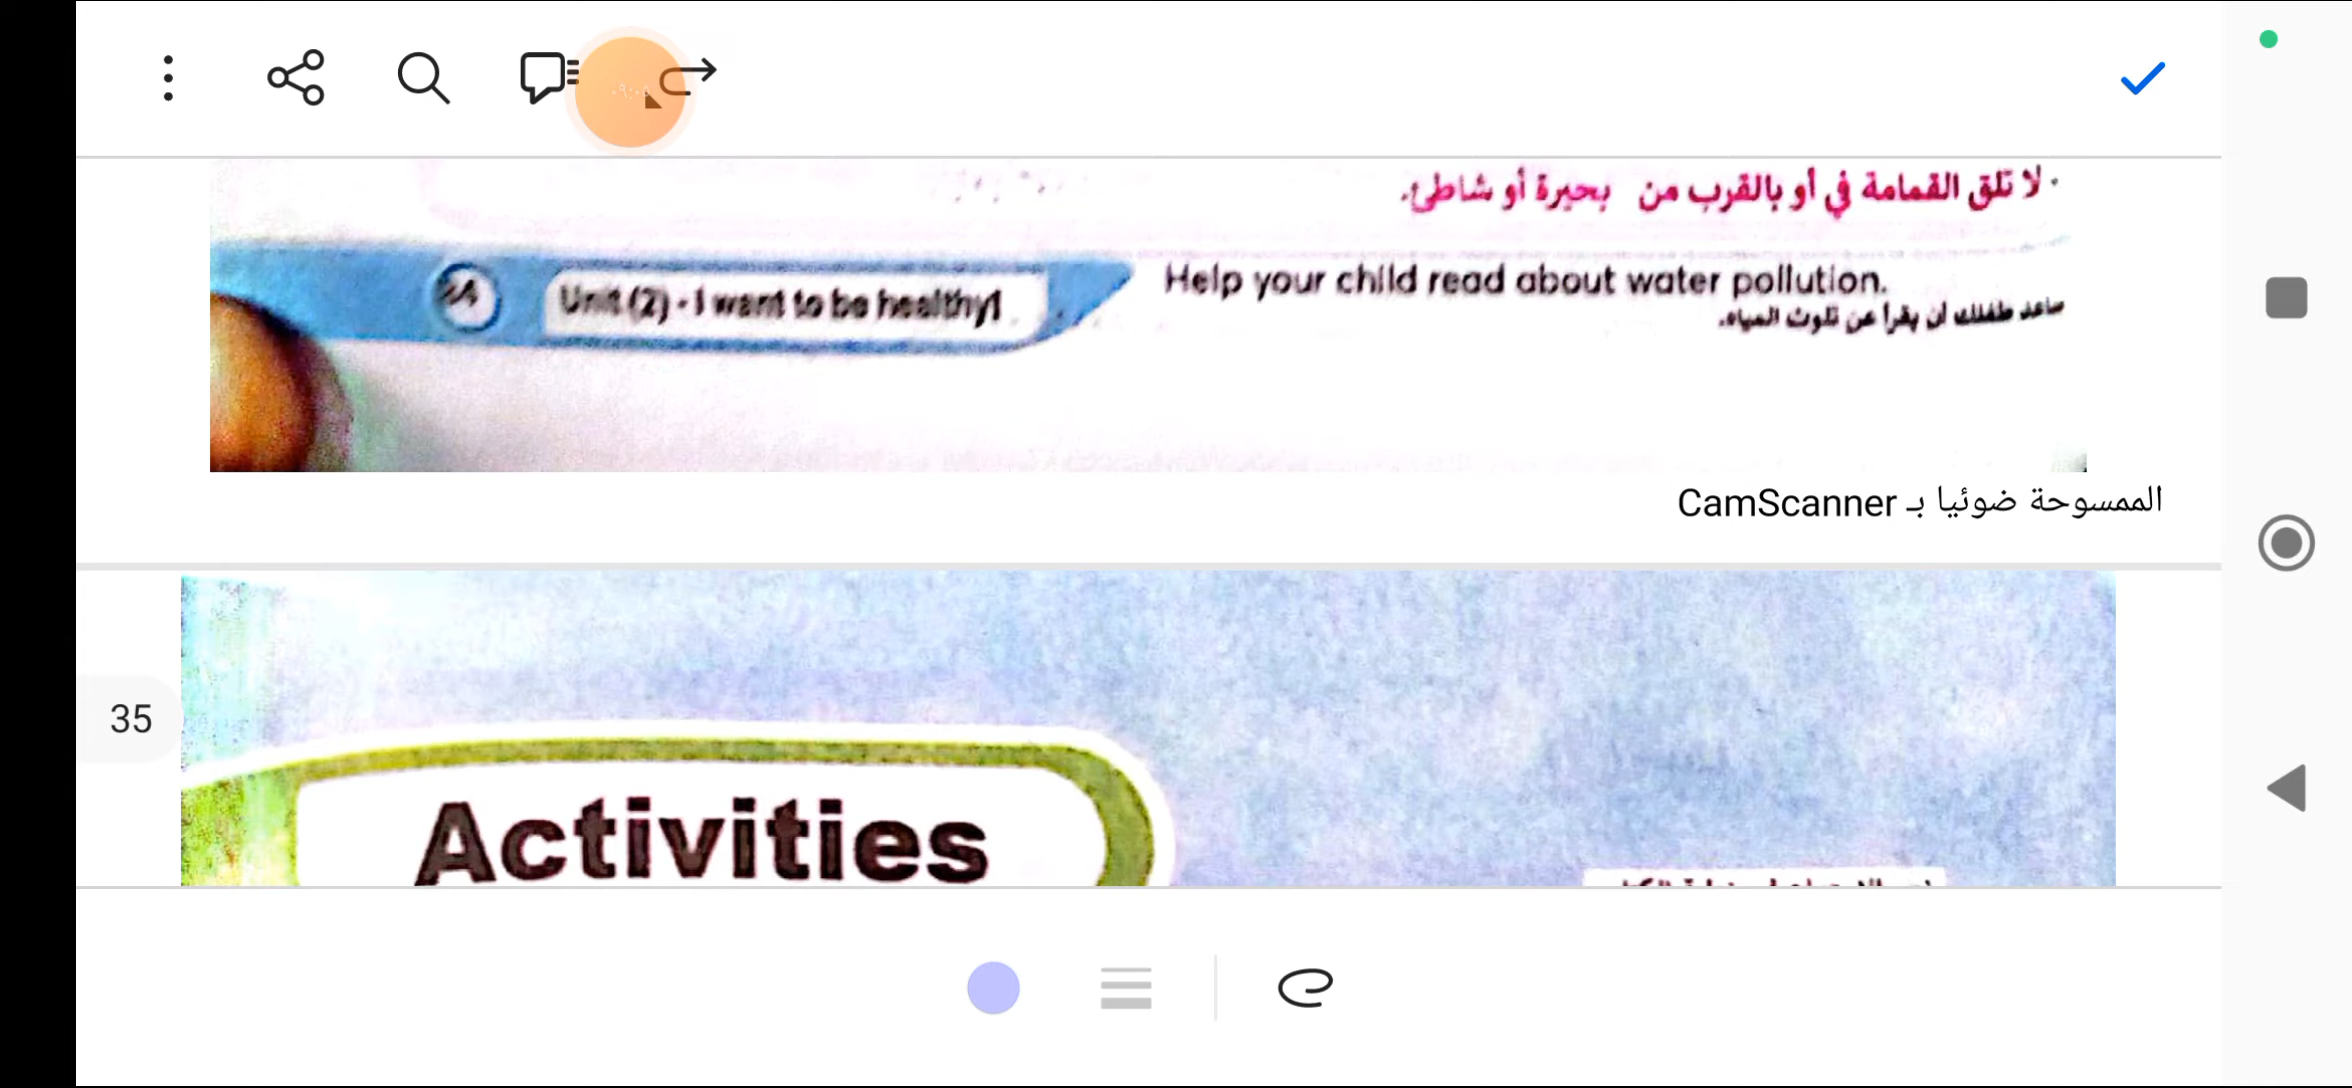 · لا تلق القمامة في أو بالقرب من بحيرة أو شاطئ.
Unit (2) - I want to be healthy!
Help your child read about water pollution.
ساعد طفلك أن يقرأ عن تلوث المياه.
الممسوحة ضوئيا بـ CamScanner
35
Activities